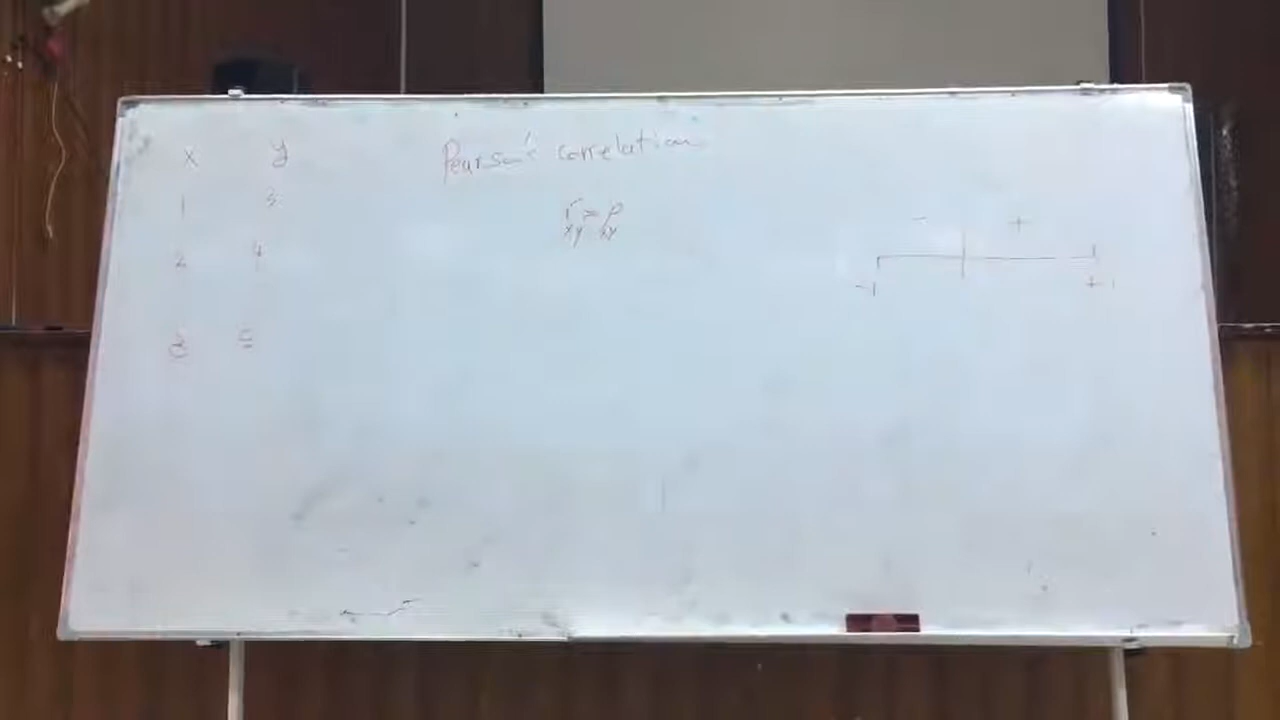 Pearson's correlation
x y
1 3
2 4
3 5
r = ρ
xy xy
- +
-1 +1